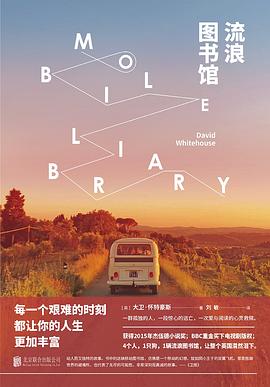 流浪
图书馆
MOBILE
LIBRARY
David
Whitehouse
每一个艰难的时刻
都让你的人生
更加丰富
[英] 大卫·怀特豪斯 著 刘 敏 译
一群孤独的人，一段惊心的逃亡，一次爱与阅读的心灵救赎。
获得2015年杰伍德小说奖；BBC重金买下电视剧版权；
4个人，1只狗，1辆流浪图书馆，让整个英国潸然泪下。
北京联合出版公司